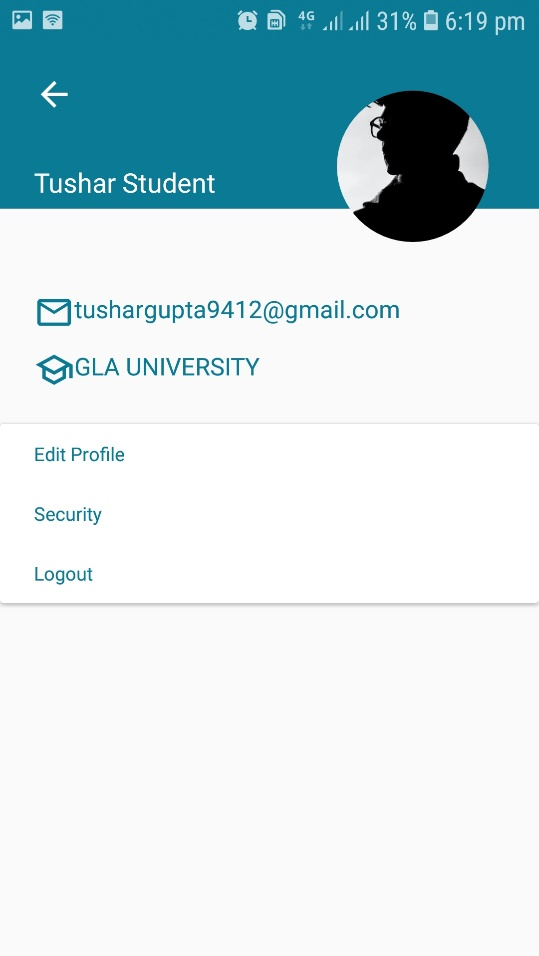 4G 31% 6:19 pm
Tushar Student
tushargupta9412@gmail.com
GLA UNIVERSITY
Edit Profile
Security
Logout